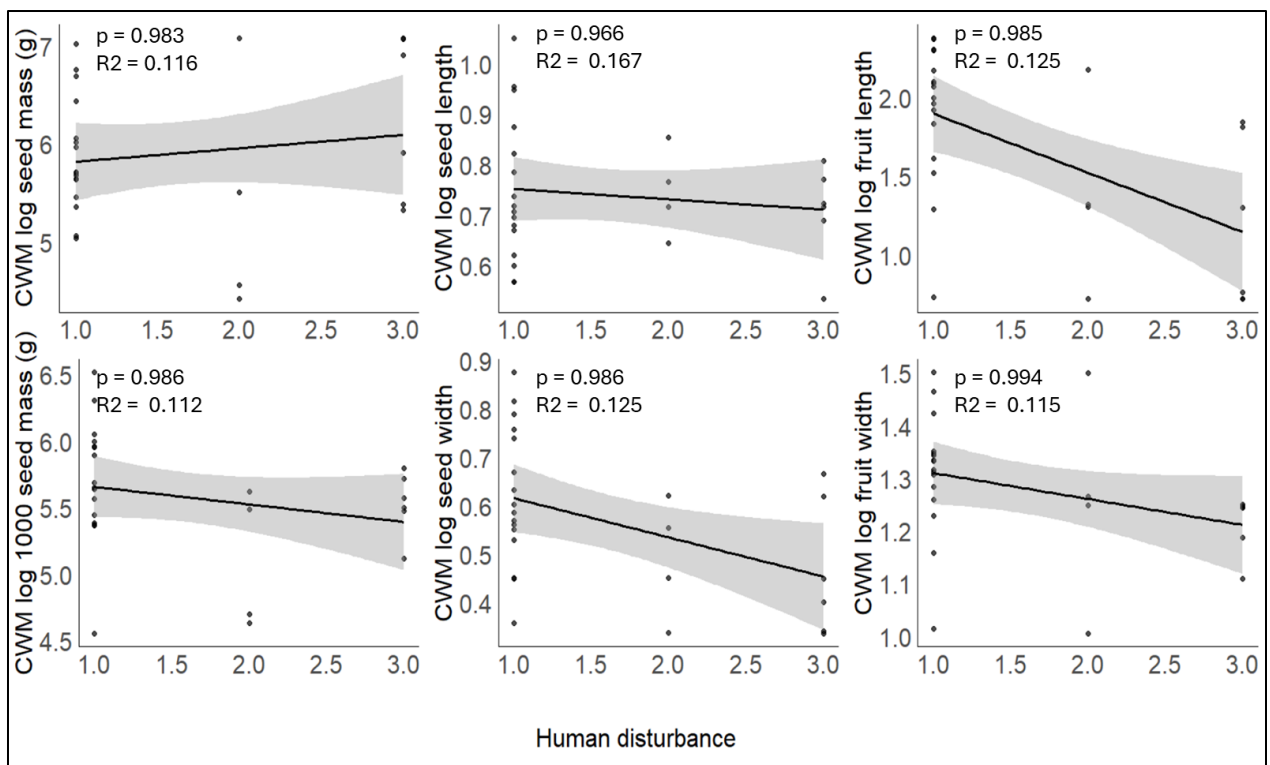 CWM log seed mass (g)
p = 0.983
R2 = 0.116
7
6
5
1.0 1.5 2.0 2.5 3.0
CWM log seed length
p = 0.966
R2 = 0.167
1.0
0.9
0.8
0.7
0.6
1.0 1.5 2.0 2.5 3.0
CWM log fruit length
p = 0.985
R2 = 0.125
2.0
1.5
1.0
1.0 1.5 2.0 2.5 3.0
CWM log 1000 seed mass (g)
p = 0.986
R2 = 0.112
6.5
6.0
5.5
5.0
4.5
1.0 1.5 2.0 2.5 3.0
CWM log seed width
p = 0.986
R2 = 0.125
0.9
0.8
0.7
0.6
0.5
0.4
1.0 1.5 2.0 2.5 3.0
CWM log fruit width
p = 0.994
R2 = 0.115
1.5
1.4
1.3
1.2
1.1
1.0
1.0 1.5 2.0 2.5 3.0
Human disturbance